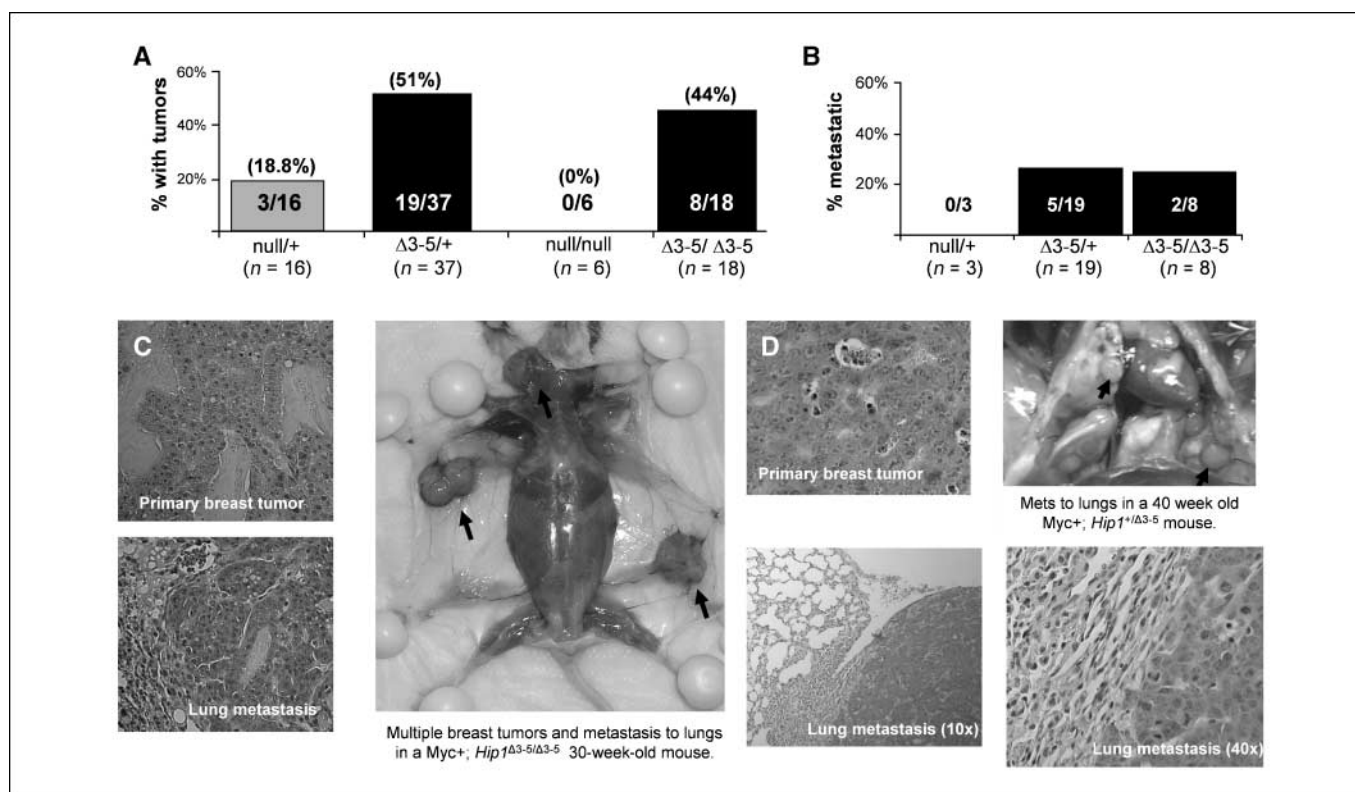 A
% with tumors
60%
40%
20%
(18.8%)
3/16
(51%)
19/37
(0%)
0/6
(44%)
8/18
null/+
(n = 16)
Δ3-5/+
(n = 37)
null/null
(n = 6)
Δ3-5/ Δ3-5
(n = 18)
B
% metastatic
60%
40%
20%
0/3
5/19
2/8
null/+
(n = 3)
Δ3-5/+
(n = 19)
Δ3-5/Δ3-5
(n = 8)
C
Primary breast tumor
Lung metastasis
Multiple breast tumors and metastasis to lungs
in a Myc+; Hip1Δ3-5/Δ3-5 30-week-old mouse.
D
Primary breast tumor
Mets to lungs in a 40 week old
Myc+; Hip1+/Δ3-5 mouse.
Lung metastasis (10x)
Lung metastasis (40x)